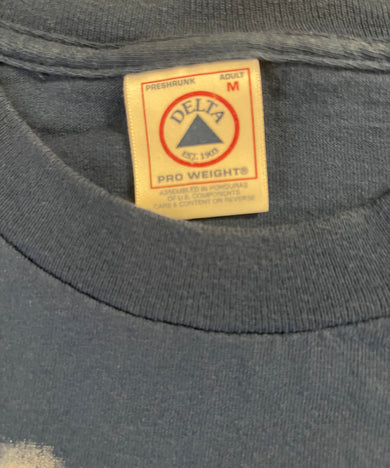 PRESHRUNK
ADULT
M
DELTA
EST. 1903
PRO WEIGHT®
ASSEMBLED IN HONDURAS
OF U.S. COMPONENTS
CARE & CONTENT ON REVERSE